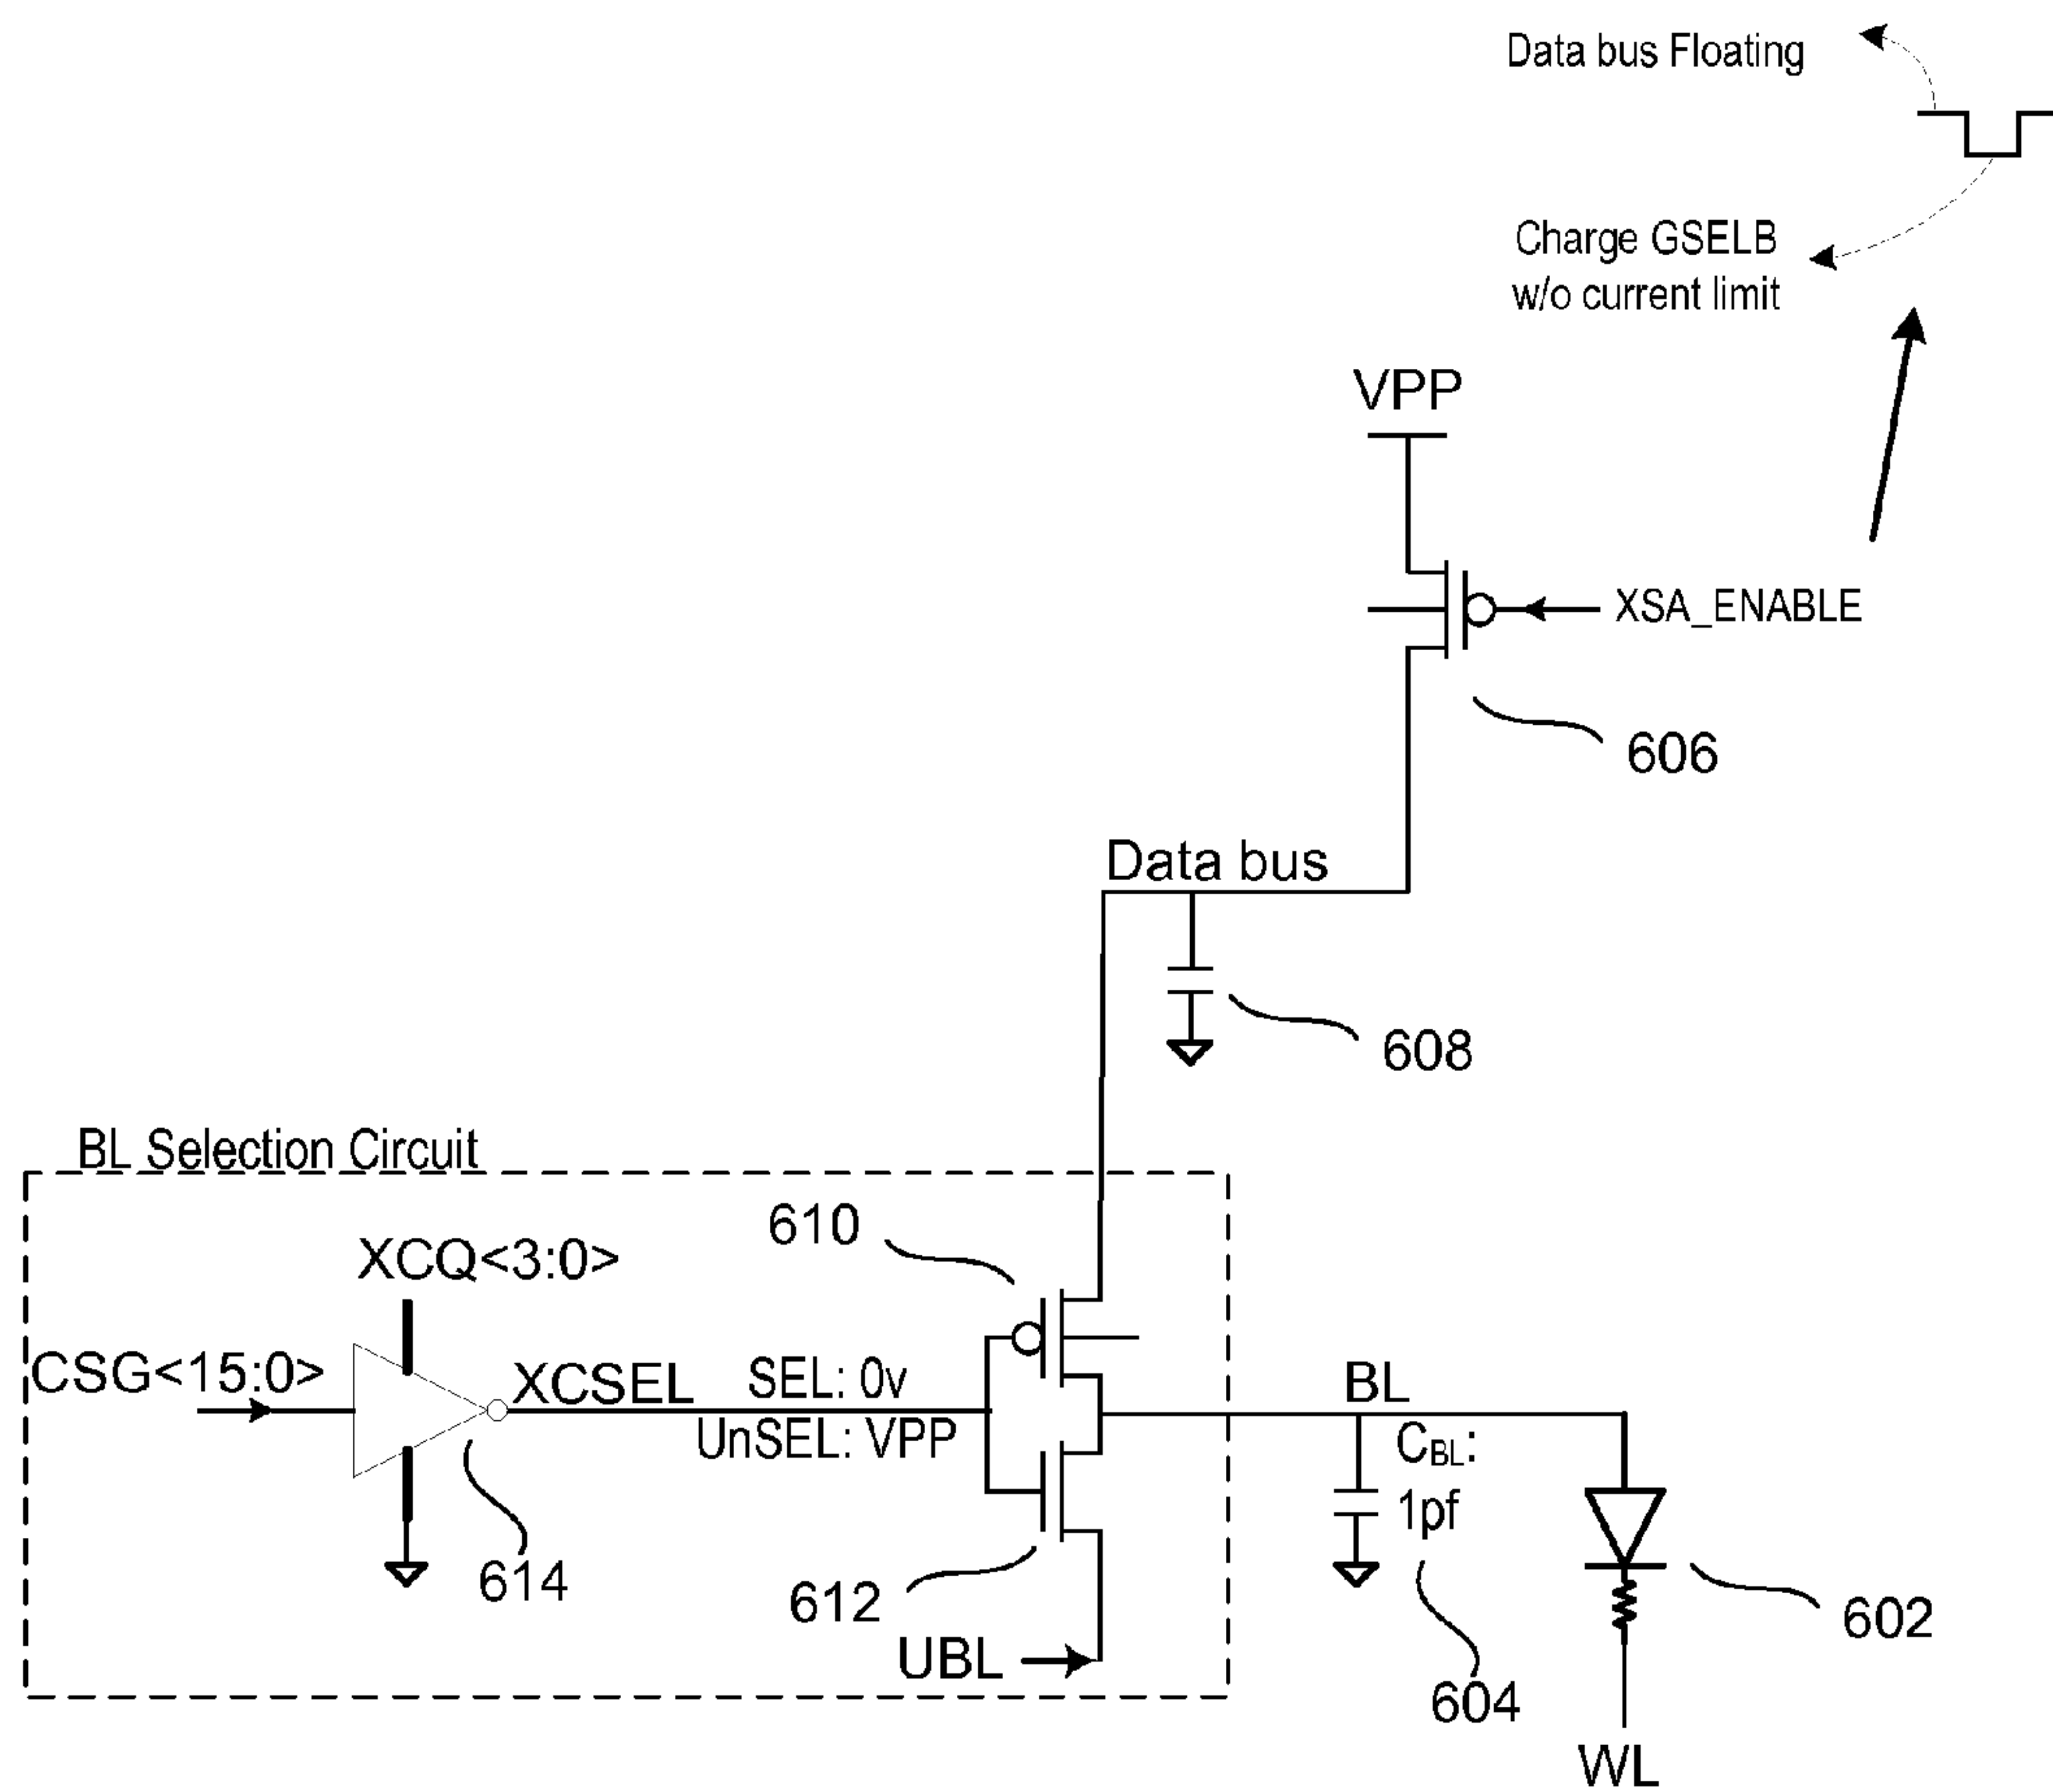 Data bus Floating
Charge GSELB
w/o current limit
VPP
XSA_ENABLE
606
Data bus
608
BL Selection Circuit
610
XCQ<3:0>
CSG<15:0>
XCSEL
SEL: 0v
UnSEL: VPP
BL
CBL:
1pf
614
612
602
UBL
604
WL